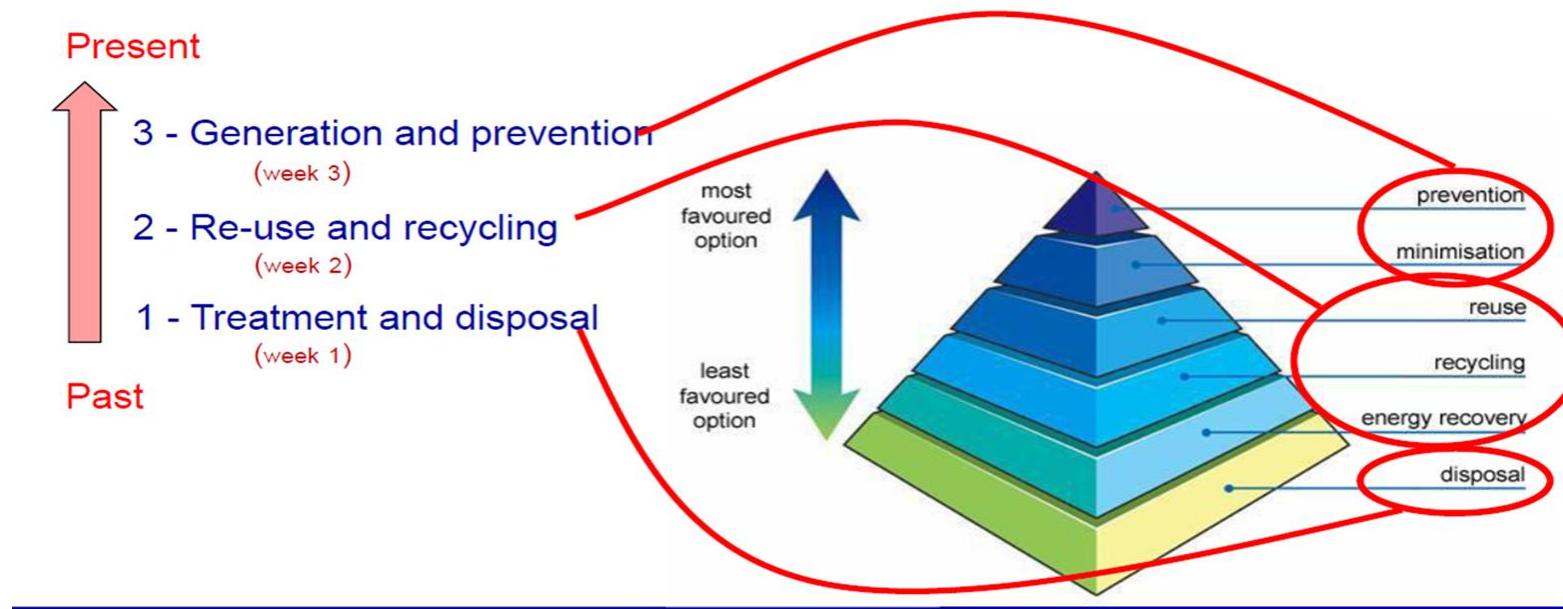 Present
3 - Generation and prevention
(week 3)
2 - Re-use and recycling
(week 2)
1 - Treatment and disposal
(week 1)
Past
most
favoured
option
least
favoured
option
prevention
minimisation
reuse
recycling
energy recovery
disposal